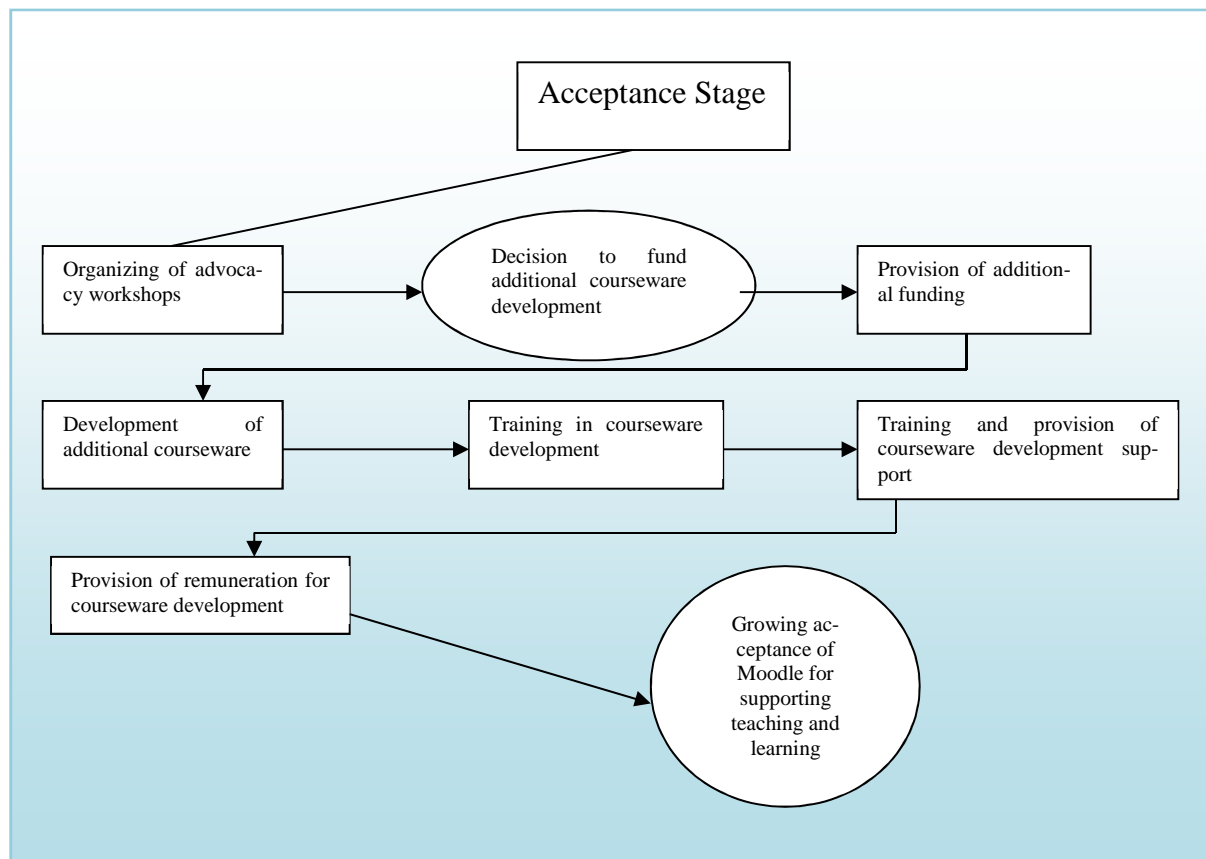 Acceptance Stage
Organizing of advoca-
cy workshops
Decision to fund
additional courseware
development
Provision of addition-
al funding
Development of
additional courseware
Training in courseware
development
Training and provision of
courseware development sup-
port
Provision of remuneration for
courseware development
Growing ac-
ceptance of
Moodle for
supporting
teaching and
learning